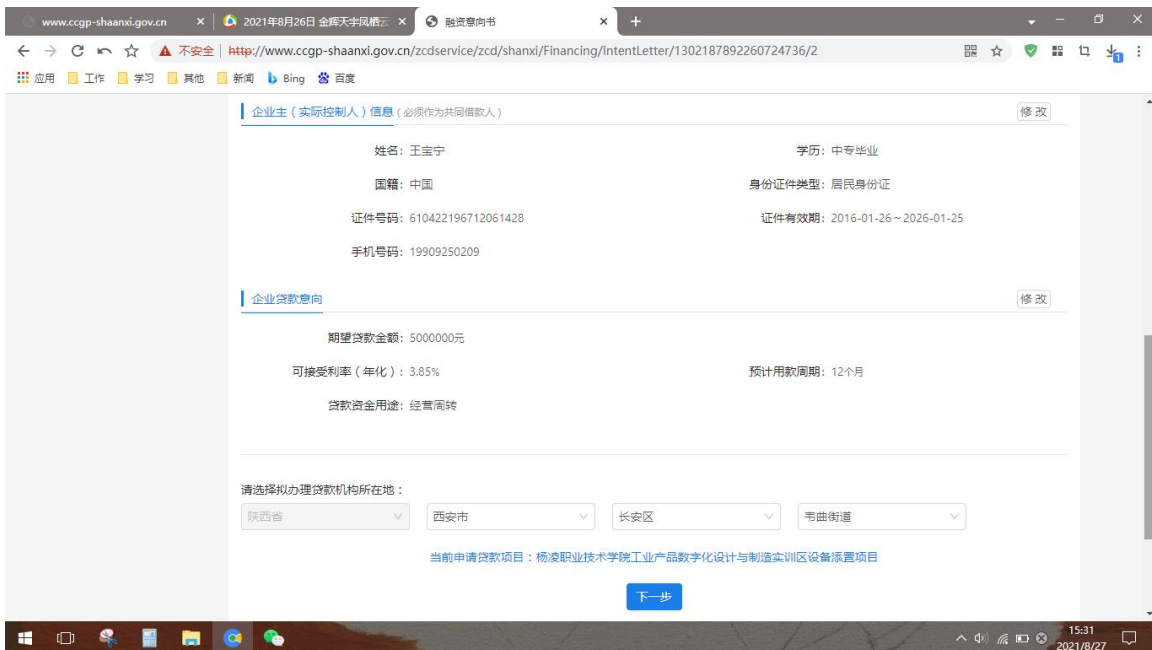 www.ccgp-shaanxi.gov.cn
2021年8月26日 金辉天宇凤栖云
融资意向书
不安全 http://www.ccgp-shaanxi.gov.cn/zcdservice/zcd/shanxi/Financing/IntentLetter/1302187892260724736/2
应用 工作 学习 其他 新闻 Bing 百度
企业主（实际控制人）信息（必须作为共同借款人） 修 改
姓名：王宝宁 学历：中专毕业
国籍：中国 身份证件类型：居民身份证
证件号码：610422196712061428 证件有效期：2016-01-26 ~ 2026-01-25
手机号码：19909250209
企业贷款意向 修 改
期望贷款金额：5000000元
可接受利率（年化）：3.85% 预计用款周期：12个月
贷款资金用途：经营周转
请选择拟办理贷款机构所在地：
陕西省 西安市 长安区 韦曲街道
当前申请贷款项目：杨凌职业技术学院工业产品数字化设计与制造实训区设备添置项目
下一步
15:31
2021/8/27